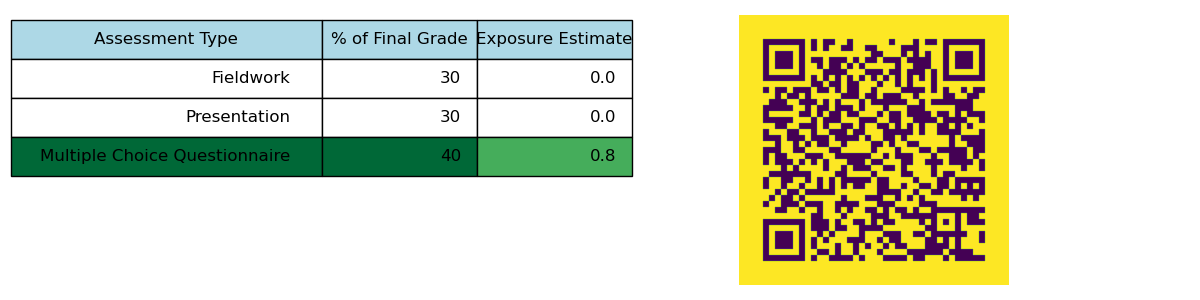 Assessment Type % of Final Grade Exposure Estimate
Fieldwork 30 0.0
Presentation 30 0.0
Multiple Choice Questionnaire 40 0.8